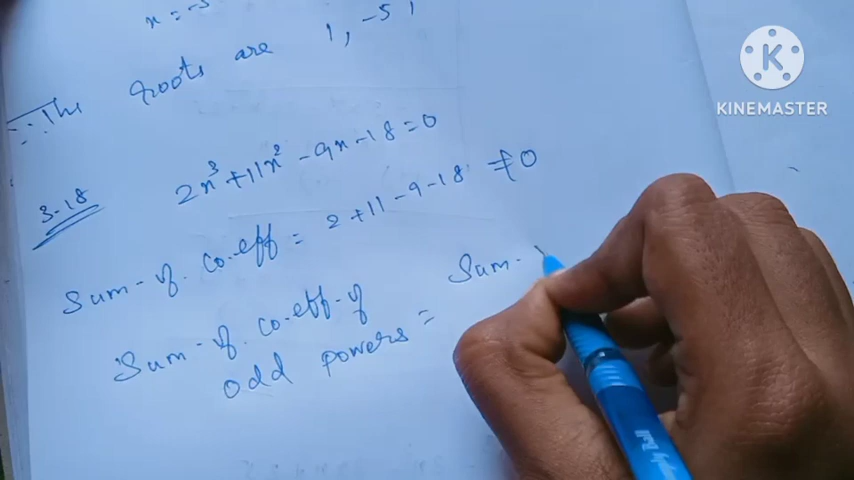 x = -5
∴ The roots are 1, -5,
3.18 2x³ + 11x² - 9x - 18 = 0
Sum of co.eff = 2 + 11 - 9 - 18 ≠ 0
Sum of co.eff of odd powers = Sum
K
KINEMASTER